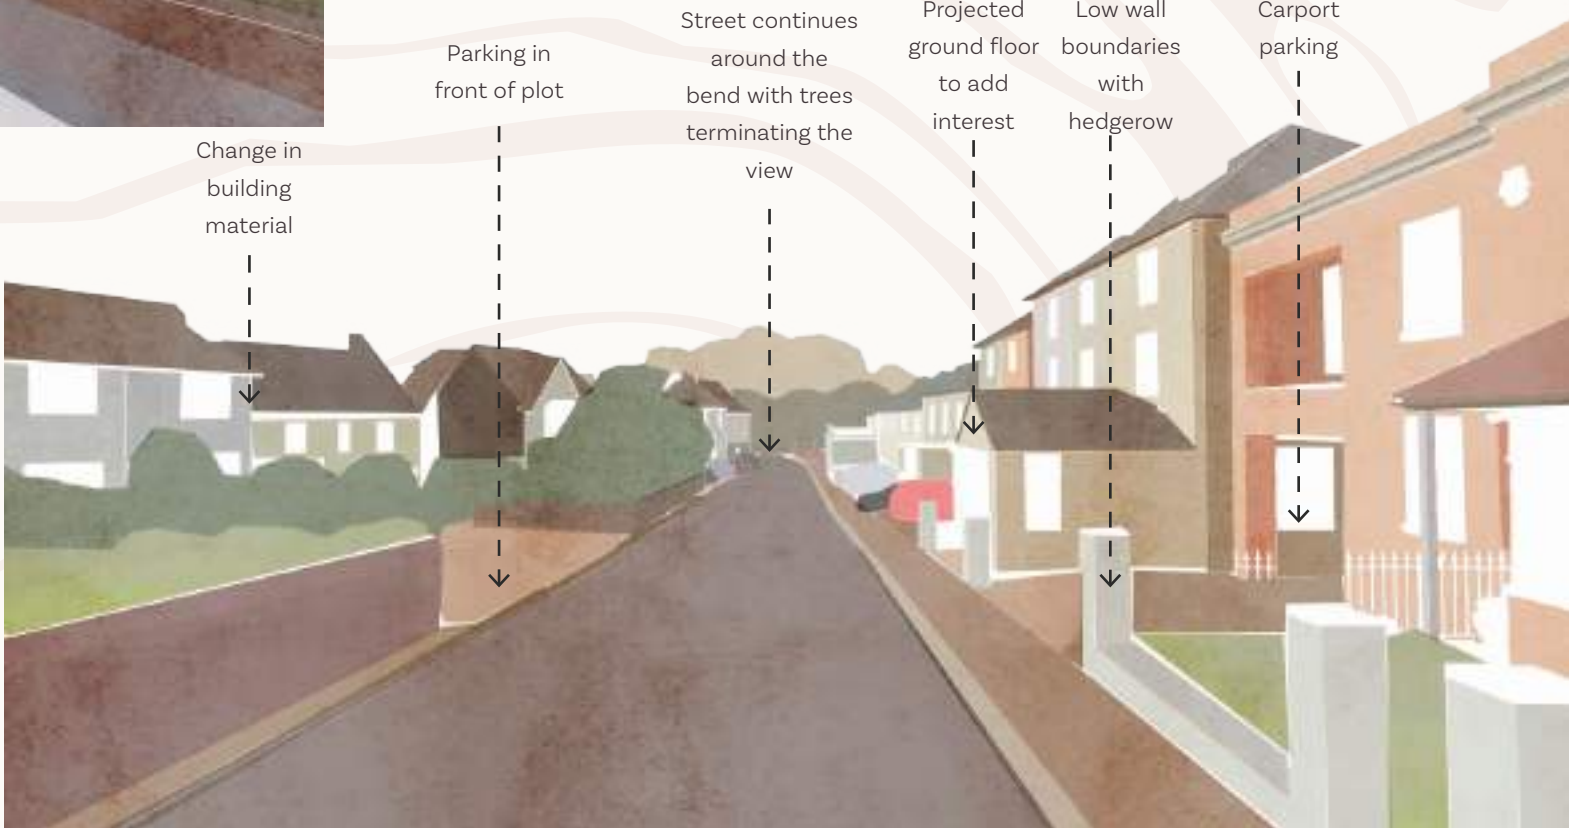 Change in
building
material
Parking in
front of plot
Street continues
around the
bend with trees
terminating the
view
Projected
ground floor
to add
interest
Low wall
boundaries
with
hedgerow
Carport
parking